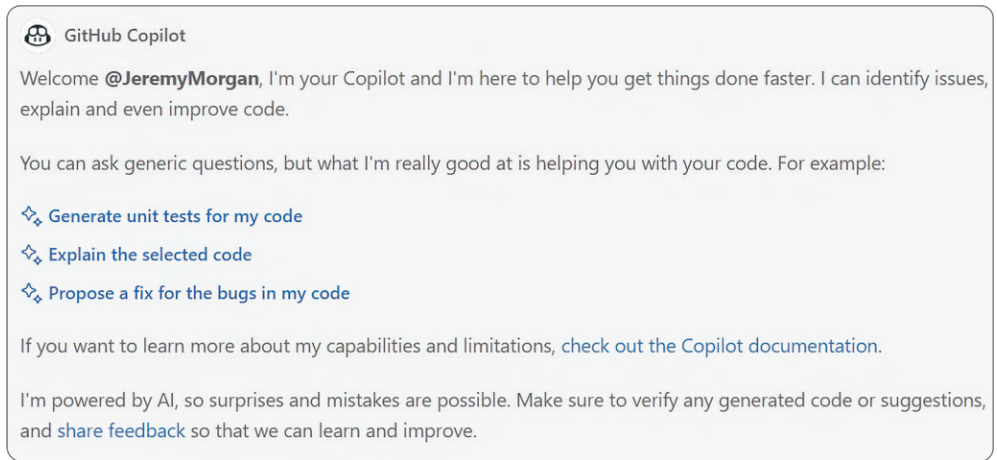 GitHub Copilot
Welcome @JeremyMorgan, I'm your Copilot and I'm here to help you get things done faster. I can identify issues,
explain and even improve code.
You can ask generic questions, but what I'm really good at is helping you with your code. For example:
Generate unit tests for my code
Explain the selected code
Propose a fix for the bugs in my code
If you want to learn more about my capabilities and limitations, check out the Copilot documentation.
I'm powered by AI, so surprises and mistakes are possible. Make sure to verify any generated code or suggestions,
and share feedback so that we can learn and improve.